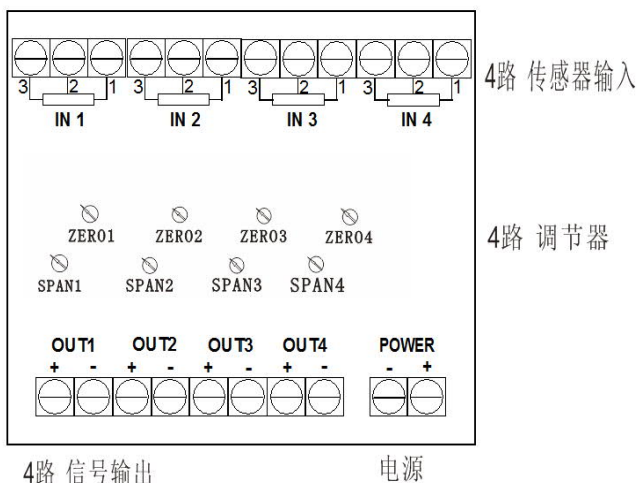 3 2 1 3 2 1 3 2 1 3 2 1
IN 1 IN 2 IN 3 IN 4
4路 传感器输入
ZERO1 ZERO2 ZERO3 ZERO4
4路 调节器
SPAN1 SPAN2 SPAN3 SPAN4
OUT1 OUT2 OUT3 OUT4 POWER
+ - + - + - + - - +
4路 信号输出 电源